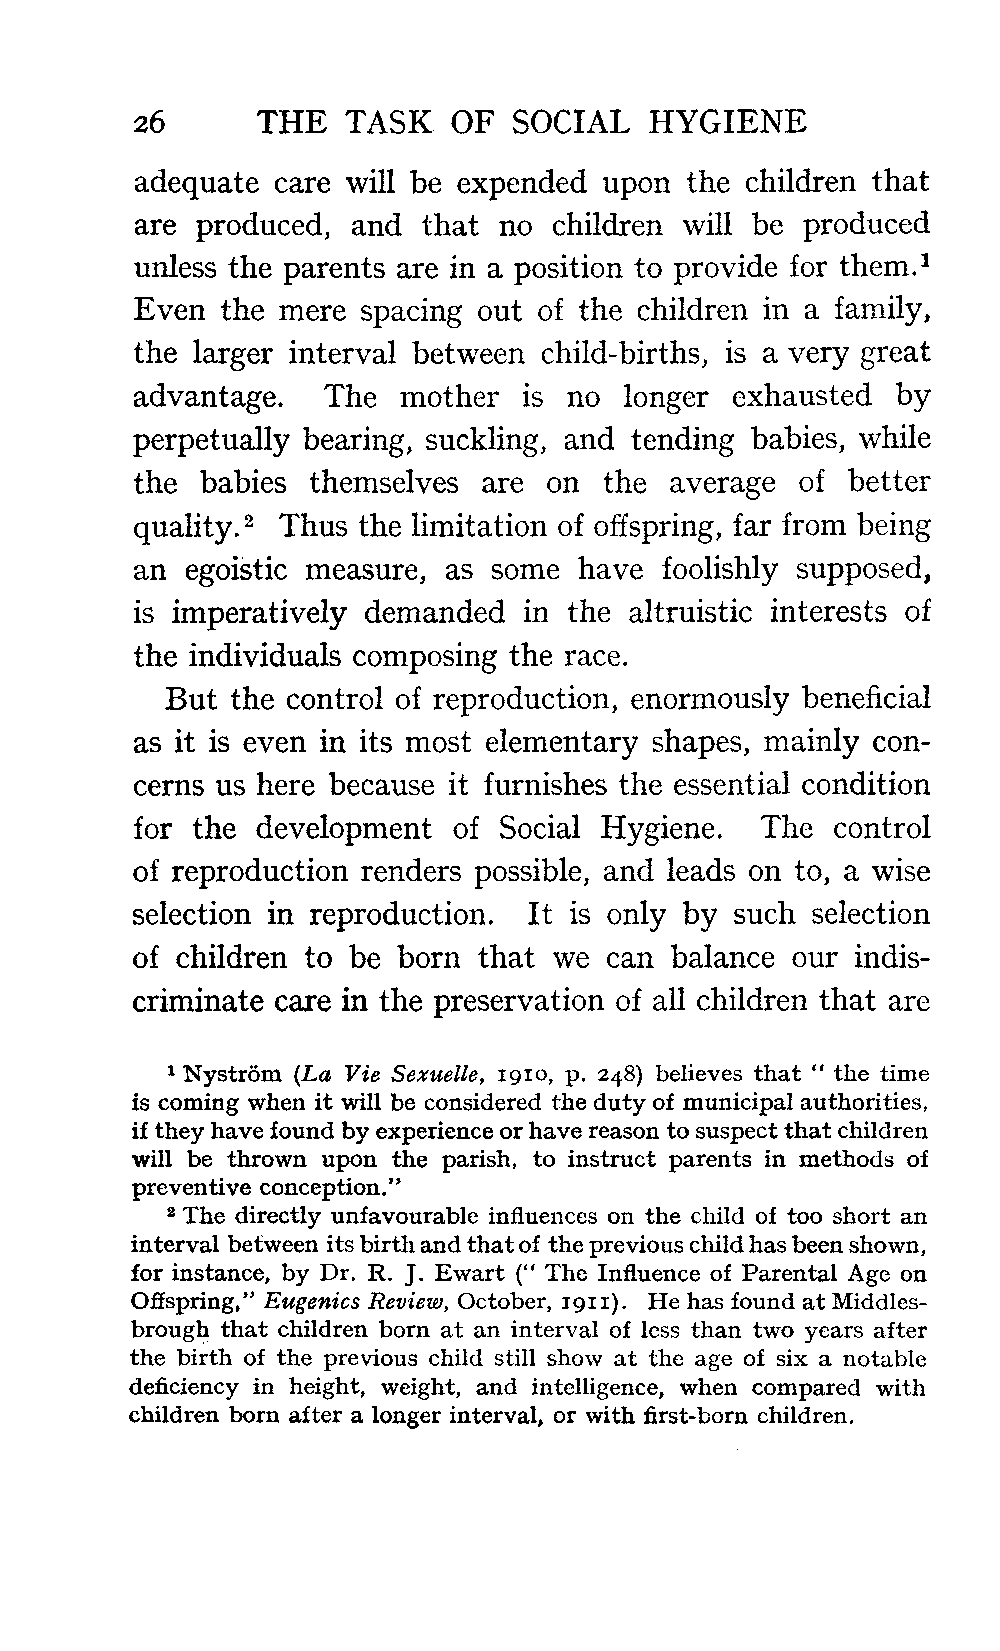 26 THE TASK OF SOCIAL HYGIENE
adequate care will be expended upon the children that
are produced, and that no children will be produced
unless the parents are in a position to provide for them.¹
Even the mere spacing out of the children in a family,
the larger interval between child-births, is a very great
advantage. The mother is no longer exhausted by
perpetually bearing, suckling, and tending babies, while
the babies themselves are on the average of better
quality.² Thus the limitation of offspring, far from being
an egoistic measure, as some have foolishly supposed,
is imperatively demanded in the altruistic interests of
the individuals composing the race.
But the control of reproduction, enormously beneficial
as it is even in its most elementary shapes, mainly con-
cerns us here because it furnishes the essential condition
for the development of Social Hygiene. The control
of reproduction renders possible, and leads on to, a wise
selection in reproduction. It is only by such selection
of children to be born that we can balance our indis-
criminate care in the preservation of all children that are
¹ Nyström (La Vie Sexuelle, 1910, p. 248) believes that " the time
is coming when it will be considered the duty of municipal authorities,
if they have found by experience or have reason to suspect that children
will be thrown upon the parish, to instruct parents in methods of
preventive conception."
² The directly unfavourable influences on the child of too short an
interval between its birth and that of the previous child has been shown,
for instance, by Dr. R. J. Ewart (" The Influence of Parental Age on
Offspring," Eugenics Review, October, 1911). He has found at Middles-
brough that children born at an interval of less than two years after
the birth of the previous child still show at the age of six a notable
deficiency in height, weight, and intelligence, when compared with
children born after a longer interval, or with first-born children.